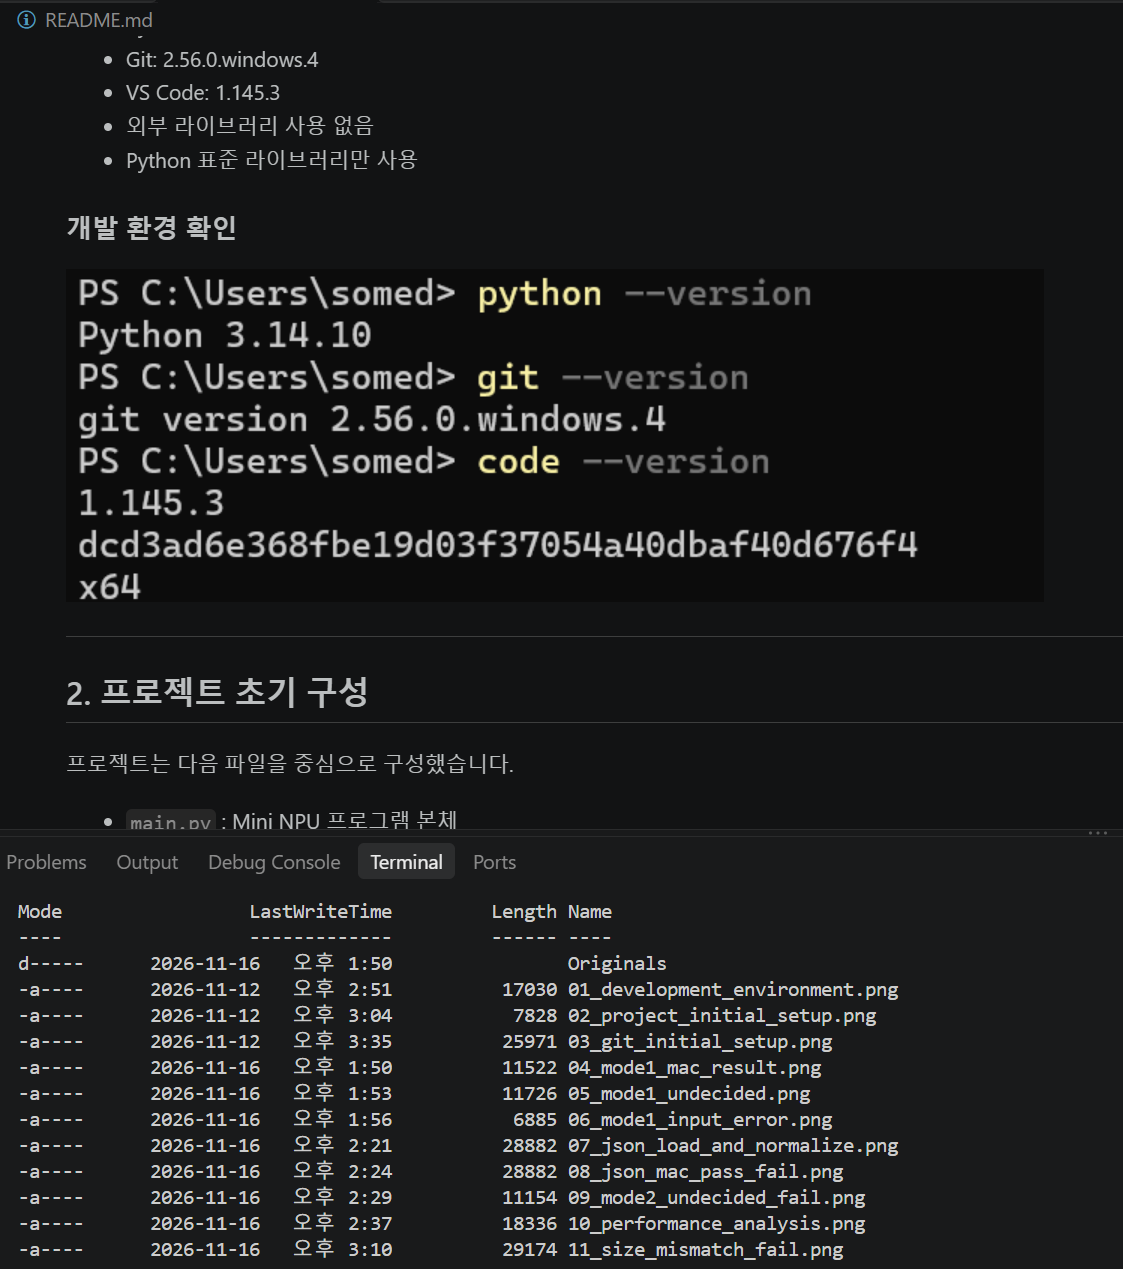 README.md
Git: 2.56.0.windows.4
VS Code: 1.145.3
외부 라이브러리 사용 없음
Python 표준 라이브러리만 사용
개발 환경 확인
PS C:\Users\somed> python --version
Python 3.14.10
PS C:\Users\somed> git --version
git version 2.56.0.windows.4
PS C:\Users\somed> code --version
1.145.3
dcd3ad6e368fbe19d03f37054a40dbaf40d676f4
x64
2. 프로젝트 초기 구성
프로젝트는 다음 파일을 중심으로 구성했습니다.
main.py : Mini NPU 프로그램 본체
Problems Output Debug Console Terminal Ports
Mode LastWriteTime Length Name
---- ------------- ------ ----
d----- 2026-11-16 오후 1:50 Originals
-a---- 2026-11-12 오후 2:51 17030 01_development_environment.png
-a---- 2026-11-12 오후 3:04 7828 02_project_initial_setup.png
-a---- 2026-11-12 오후 3:35 25971 03_git_initial_setup.png
-a---- 2026-11-16 오후 1:50 11522 04_mode1_mac_result.png
-a---- 2026-11-16 오후 1:53 11726 05_mode1_undecided.png
-a---- 2026-11-16 오후 1:56 6885 06_mode1_input_error.png
-a---- 2026-11-16 오후 2:21 28882 07_json_load_and_normalize.png
-a---- 2026-11-16 오후 2:24 28882 08_json_mac_pass_fail.png
-a---- 2026-11-16 오후 2:29 11154 09_mode2_undecided_fail.png
-a---- 2026-11-16 오후 2:37 18336 10_performance_analysis.png
-a---- 2026-11-16 오후 3:10 29174 11_size_mismatch_fail.png